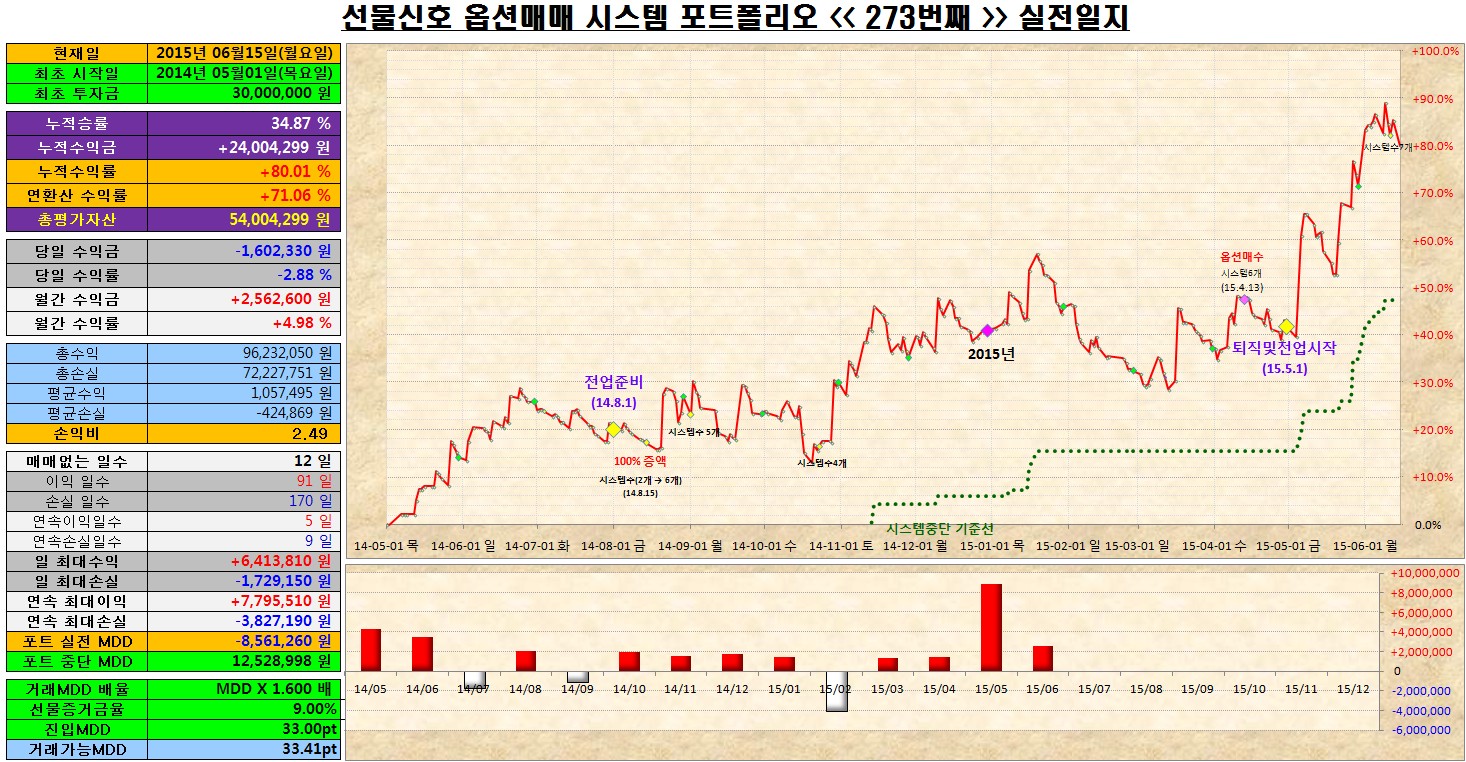 선물신호 옵션매매 시스템 포트폴리오 << 273번째 >> 실전일지
현재일 2015년 06월15일(월요일)
최초 시작일 2014년 05월01일(목요일)
최초 투자금 30,000,000 원
누적승률 34.87 %
누적수익금 +24,004,299 원
누적수익률 +80.01 %
연환산 수익률 +71.06 %
총평가자산 54,004,299 원
당일 수익금 -1,602,330 원
당일 수익률 -2.88 %
월간 수익금 +2,562,600 원
월간 수익률 +4.98 %
총수익 96,232,050 원
총손실 72,227,751 원
평균수익 1,057,495 원
평균손실 -424,869 원
손익비 2.49
매매없는 일수 12 일
이익 일수 91 일
손실 일수 170 일
연속이익일수 5 일
연속손실일수 9 일
일 최대수익 +6,413,810 원
일 최대손실 -1,729,150 원
연속 최대이익 +7,795,510 원
연속 최대손실 -3,827,190 원
포트 실전 MDD -8,561,260 원
포트 중단 MDD 12,528,998 원
거래MDD 배율 MDD X 1.600 배
선물증거금율 9.00%
진입MDD 33.00pt
거래가능MDD 33.41pt
+100.0%
+90.0%
+80.0%
+70.0%
+60.0%
+50.0%
+40.0%
+30.0%
+20.0%
+10.0%
0.0%
시스템수7개
옵션매수
시스템6개
(15.4.13)
퇴직및전업시작
(15.5.1)
2015년
전업준비
(14.8.1)
시스템수 5개
100% 증액
시스템수(2개 → 6개)
(14.8.15)
시스템수4개
시스템중단 기준선
14-05-01 목 14-06-01 일 14-07-01 화 14-08-01 금 14-09-01 월 14-10-01 수 14-11-01 토 14-12-01 월 15-01-01 목 15-02-01 일 15-03-01 일 15-04-01 수 15-05-01 금 15-06-01 월
+10,000,000
+8,000,000
+6,000,000
+4,000,000
+2,000,000
0
-2,000,000
-4,000,000
-6,000,000
14/05 14/06 14/07 14/08 14/09 14/10 14/11 14/12 15/01 15/02 15/03 15/04 15/05 15/06 15/07 15/08 15/09 15/10 15/11 15/12